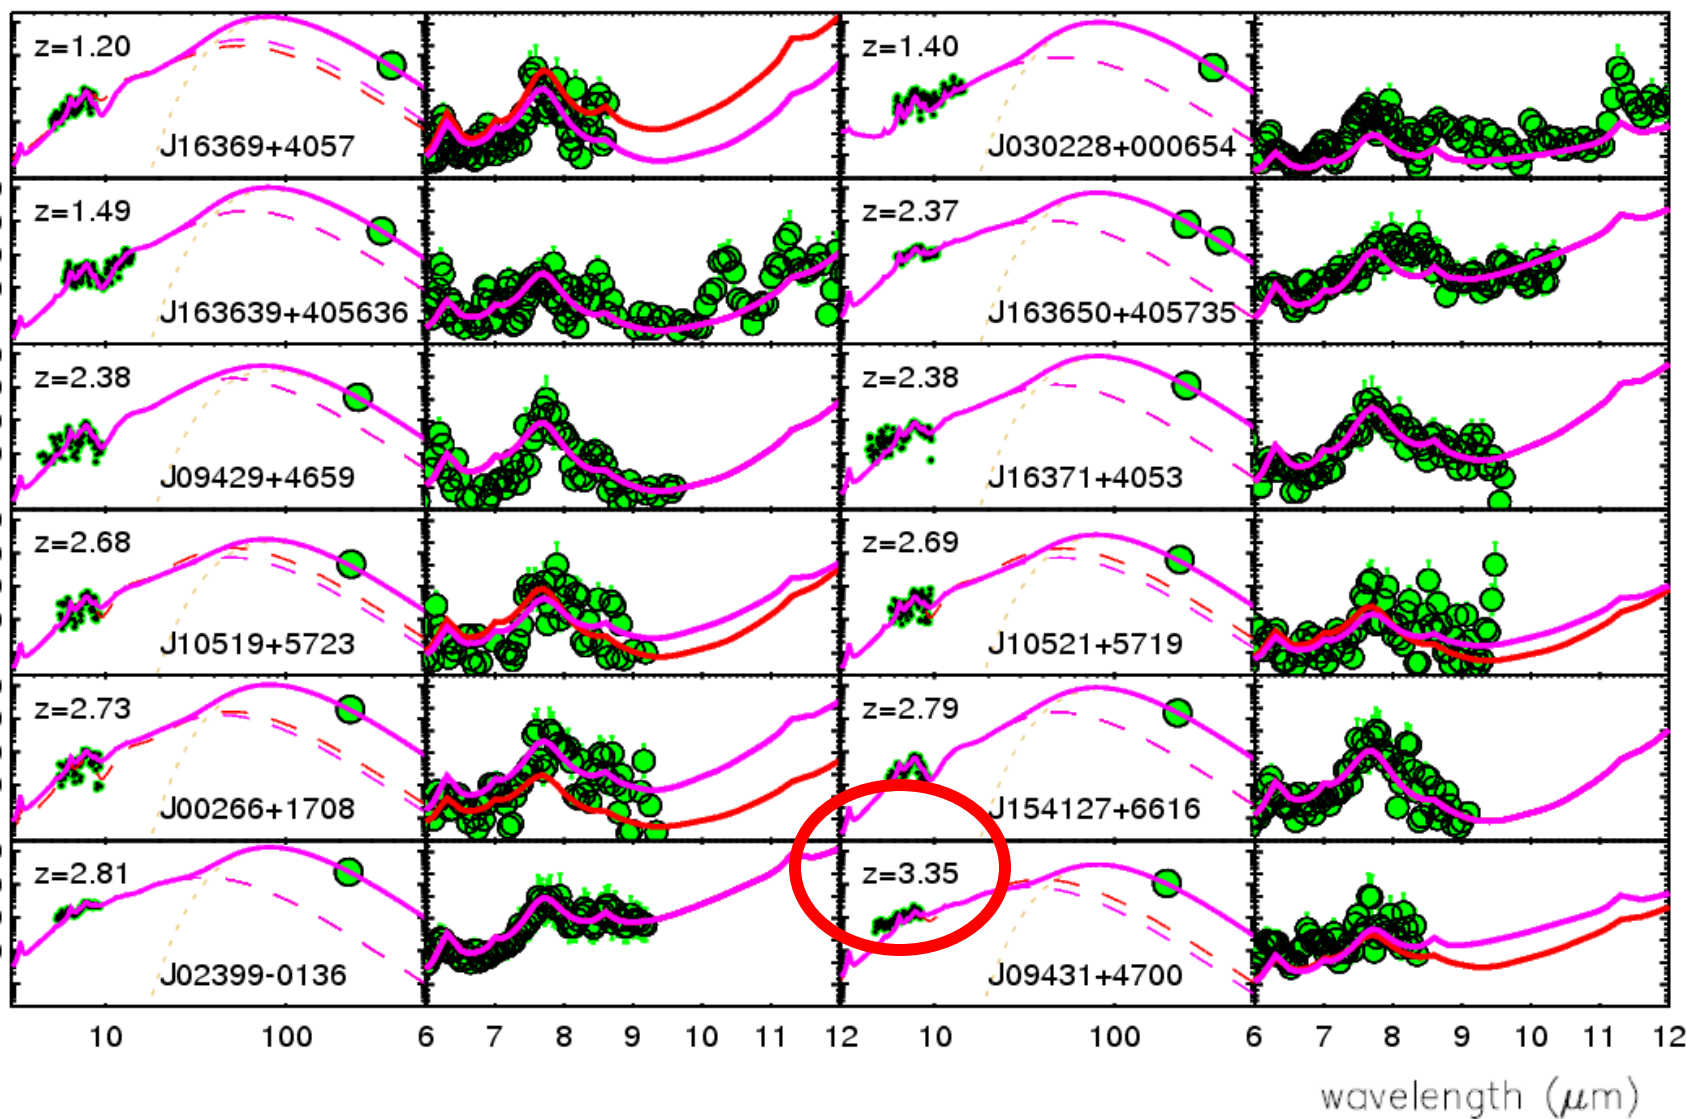 z=1.20
J16369+4057
z=1.40
J030228+000654
z=1.49
J163639+405636
z=2.37
J163650+405735
z=2.38
J09429+4659
z=2.38
J16371+4053
z=2.68
J10519+5723
z=2.69
J10521+5719
z=2.73
J00266+1708
z=2.79
J154127+6616
z=2.81
J02399-0136
z=3.35
J09431+4700
10 100 6 7 8 9 10 11 12 10 100 6 7 8 9 10 11 12
wavelength (μm)